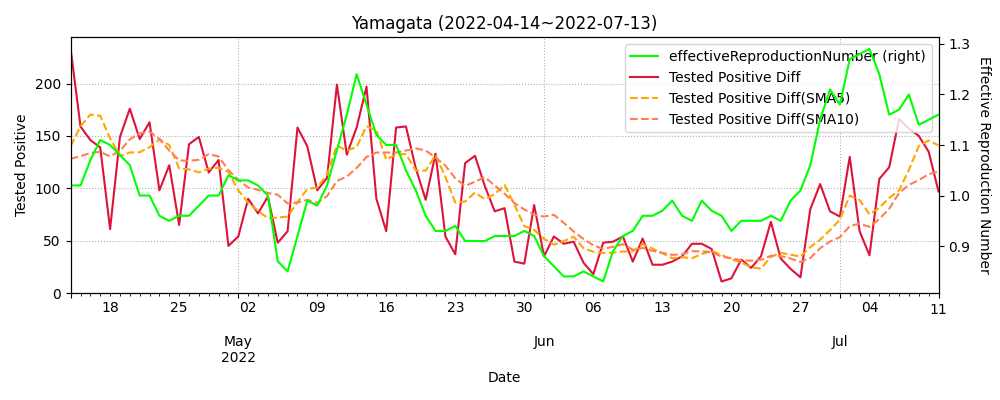 Yamagata (2022-04-14~2022-07-13)
effectiveReproductionNumber (right)
Tested Positive Diff
Tested Positive Diff(SMA5)
Tested Positive Diff(SMA10)
Tested Positive
200
150
100
50
0
1.3
1.2
1.1
1.0
0.9
Effective Reproduction Number
18 25 02 09 16 23 30 06 13 20 27 04 11
May Jun Jul
2022
Date